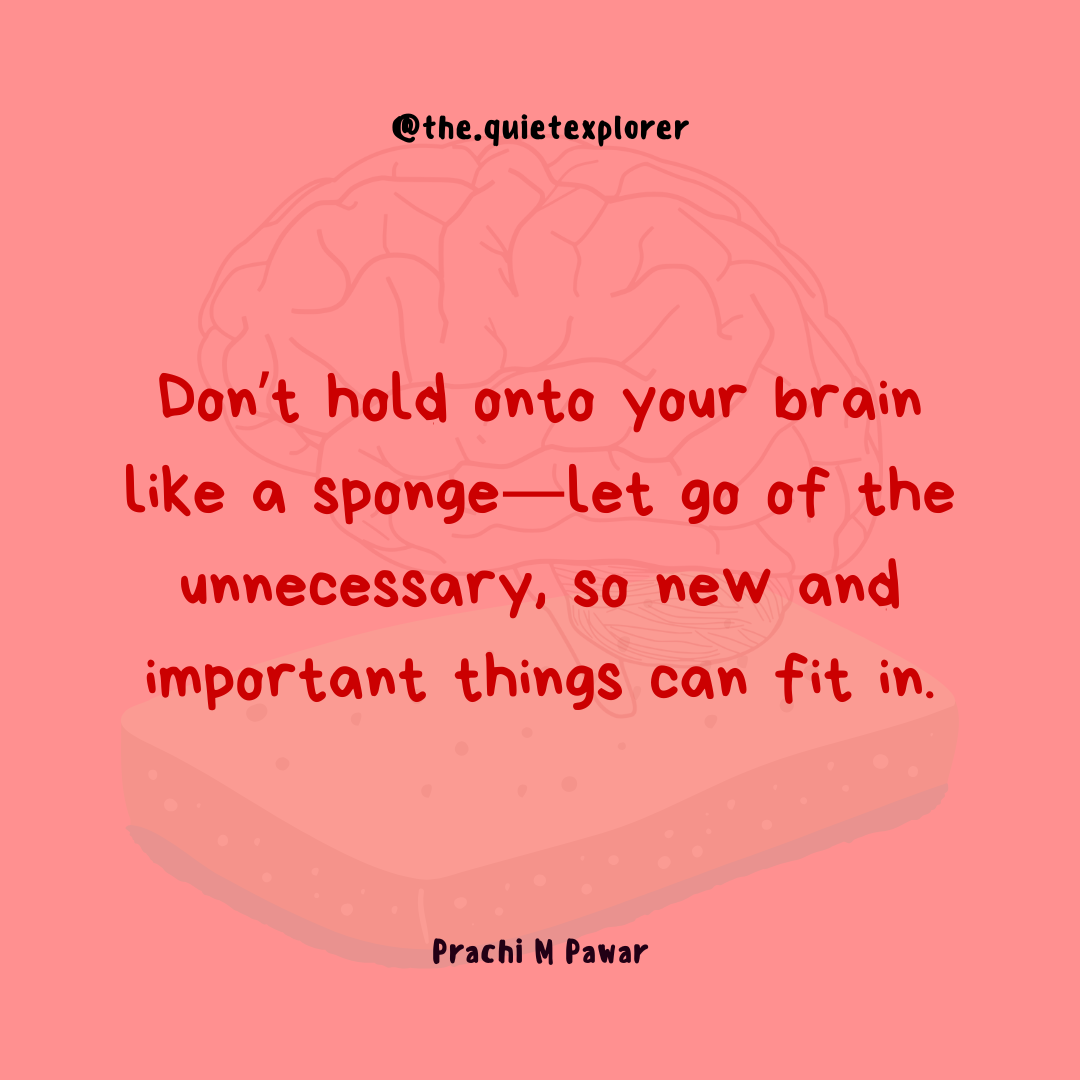 @the.quietexplorer
Don't hold onto your brain
like a sponge—let go of the
unnecessary, so new and
important things can fit in.
Prachi M Pawar